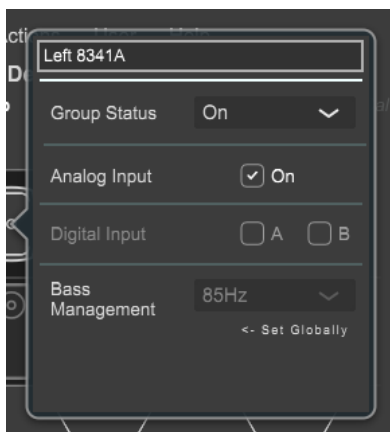 Left 8341A
Group Status On
Analog Input On
Digital Input A B
Bass Management 85Hz
<- Set Globally